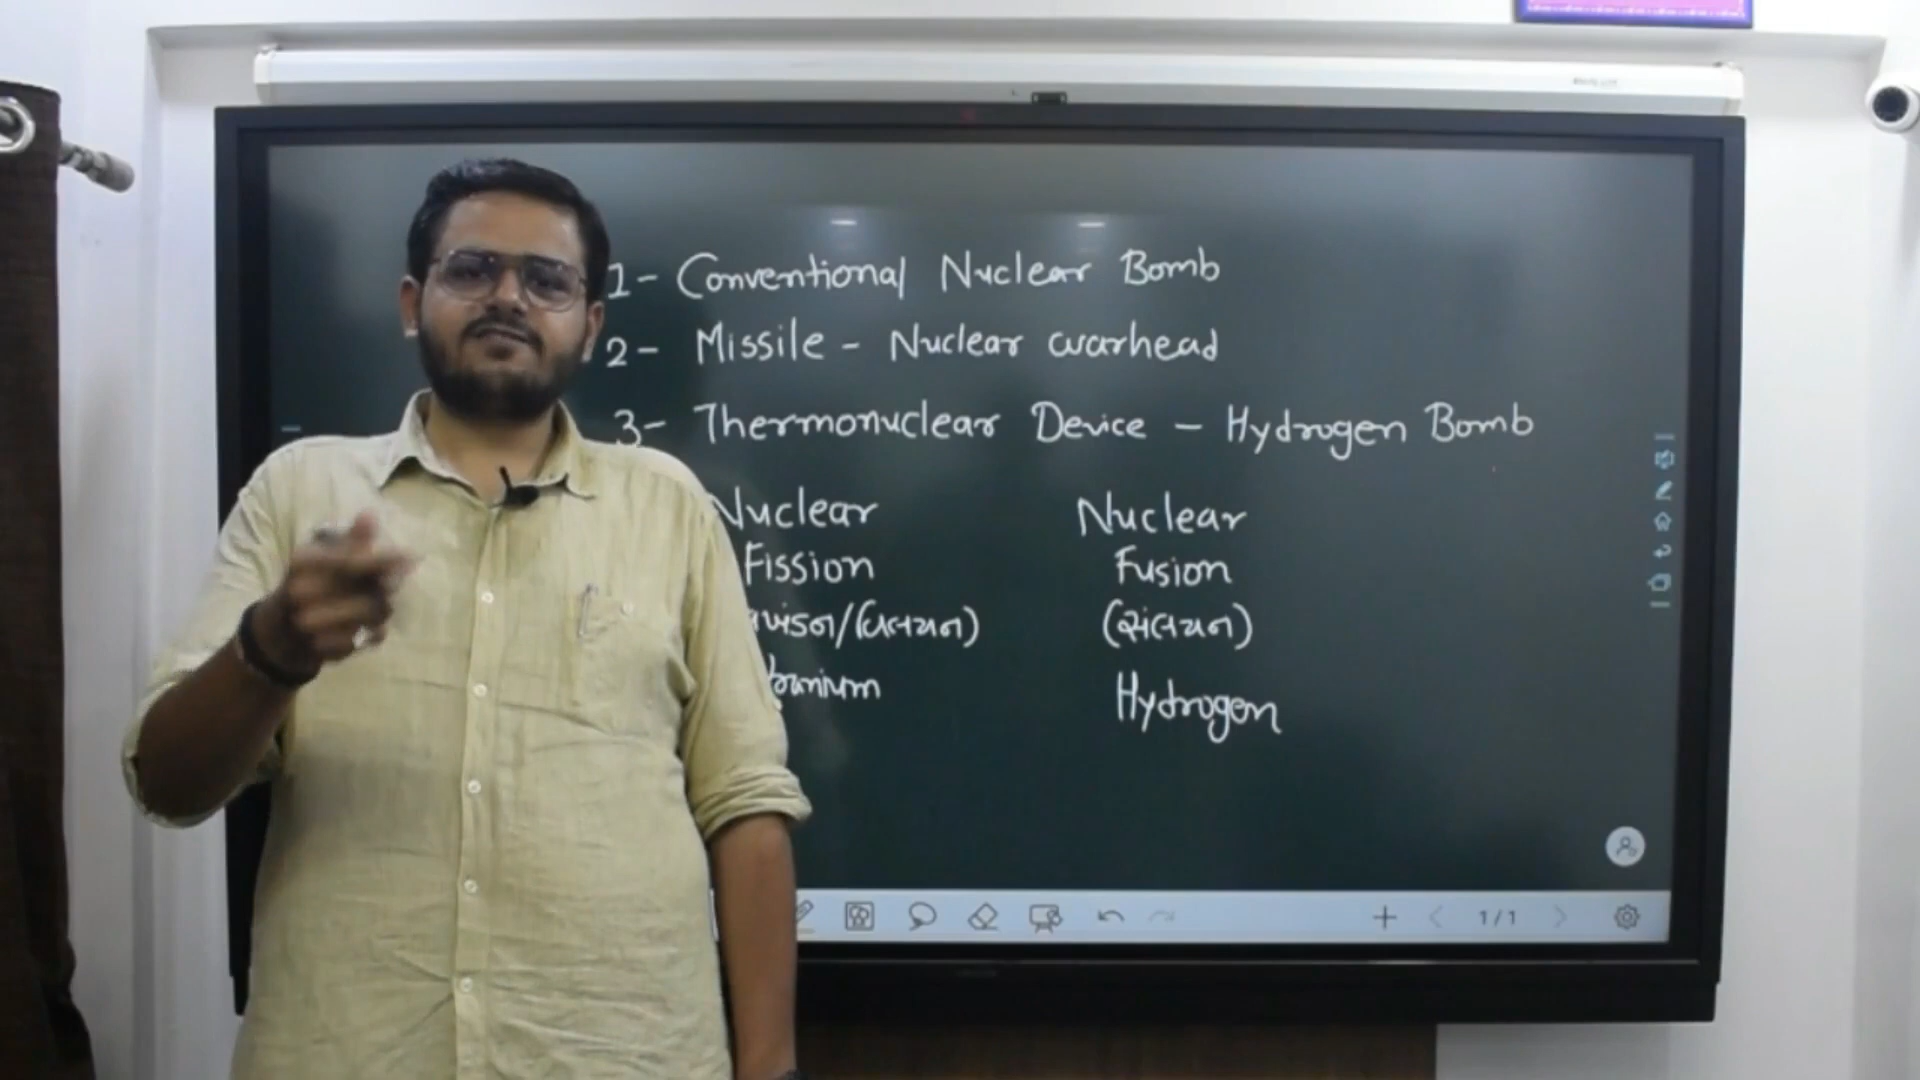 1- Conventional Nuclear Bomb
2- Missile - Nuclear warhead
3- Thermonuclear Device - Hydrogen Bomb
Nuclear Nuclear
Fission Fusion
(સંલયન)
Hydrogen
1/1